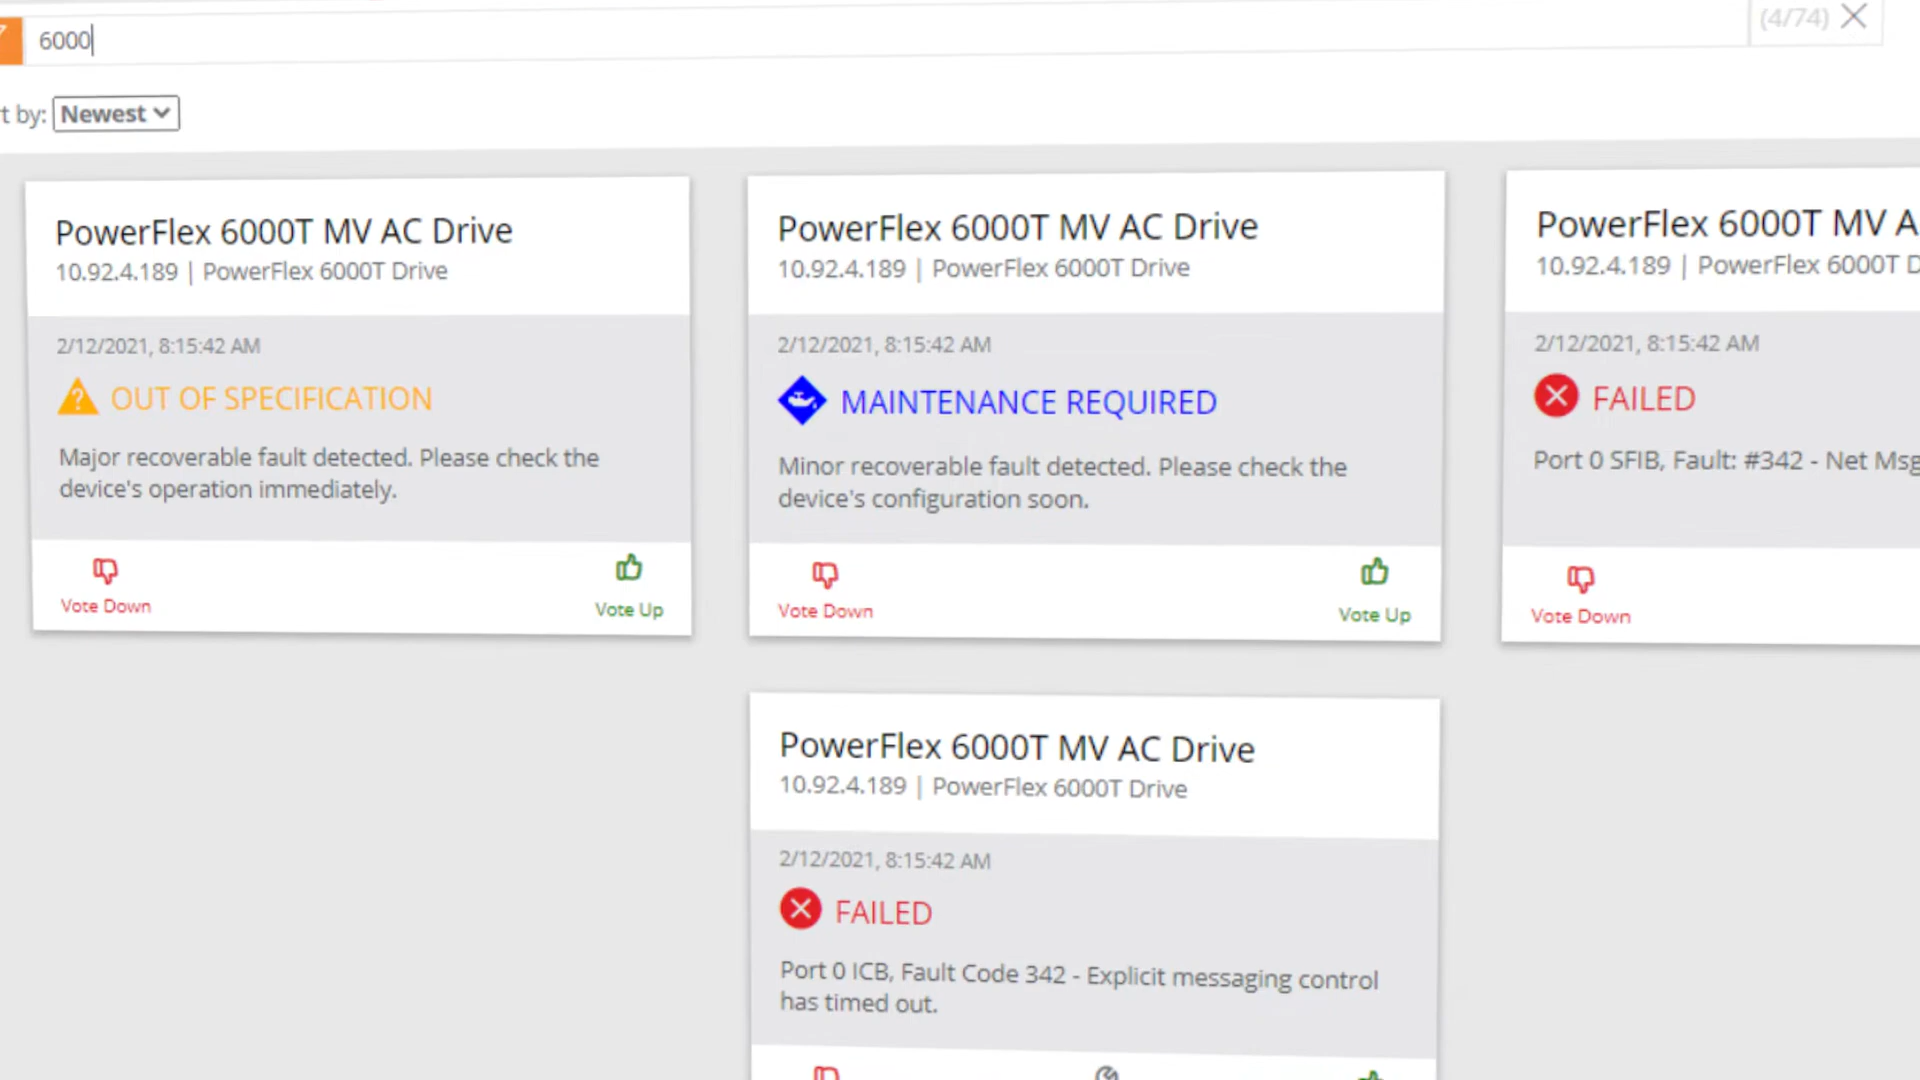 6000
(4/74)
t by: Newest
PowerFlex 6000T MV AC Drive
10.92.4.189 | PowerFlex 6000T Drive
2/12/2021, 8:15:42 AM
OUT OF SPECIFICATION
Major recoverable fault detected. Please check the
device's operation immediately.
Vote Down
Vote Up
PowerFlex 6000T MV AC Drive
10.92.4.189 | PowerFlex 6000T Drive
2/12/2021, 8:15:42 AM
MAINTENANCE REQUIRED
Minor recoverable fault detected. Please check the
device's configuration soon.
Vote Down
Vote Up
PowerFlex 6000T MV A
10.92.4.189 | PowerFlex 6000T D
2/12/2021, 8:15:42 AM
FAILED
Port 0 SFIB, Fault: #342 - Net Msg
Vote Down
PowerFlex 6000T MV AC Drive
10.92.4.189 | PowerFlex 6000T Drive
2/12/2021, 8:15:42 AM
FAILED
Port 0 ICB, Fault Code 342 - Explicit messaging control
has timed out.